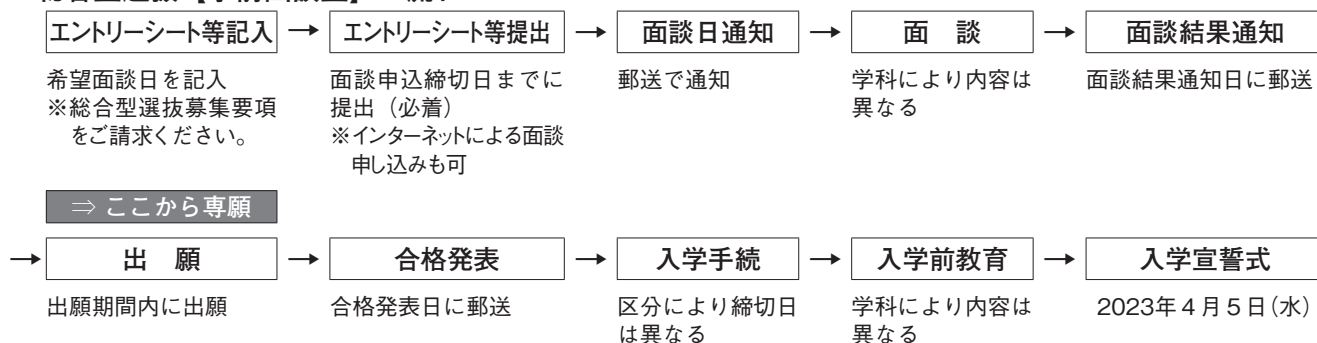 エントリーシート等記入 → エントリーシート等提出 → 面談日通知 → 面 談 → 面談結果通知
希望面談日を記入
※総合型選抜募集要項
をご請求ください。
面談申込締切日までに
提出（必着）
※インターネットによる面談
申し込みも可
郵送で通知
学科により内容は
異なる
面談結果通知日に郵送
⇒ ここから専願
→ 出 願 → 合格発表 → 入学手続 → 入学前教育 → 入学宣誓式
出願期間内に出願
合格発表日に郵送
区分により締切日
は異なる
学科により内容は
異なる
2023年4月5日(水)